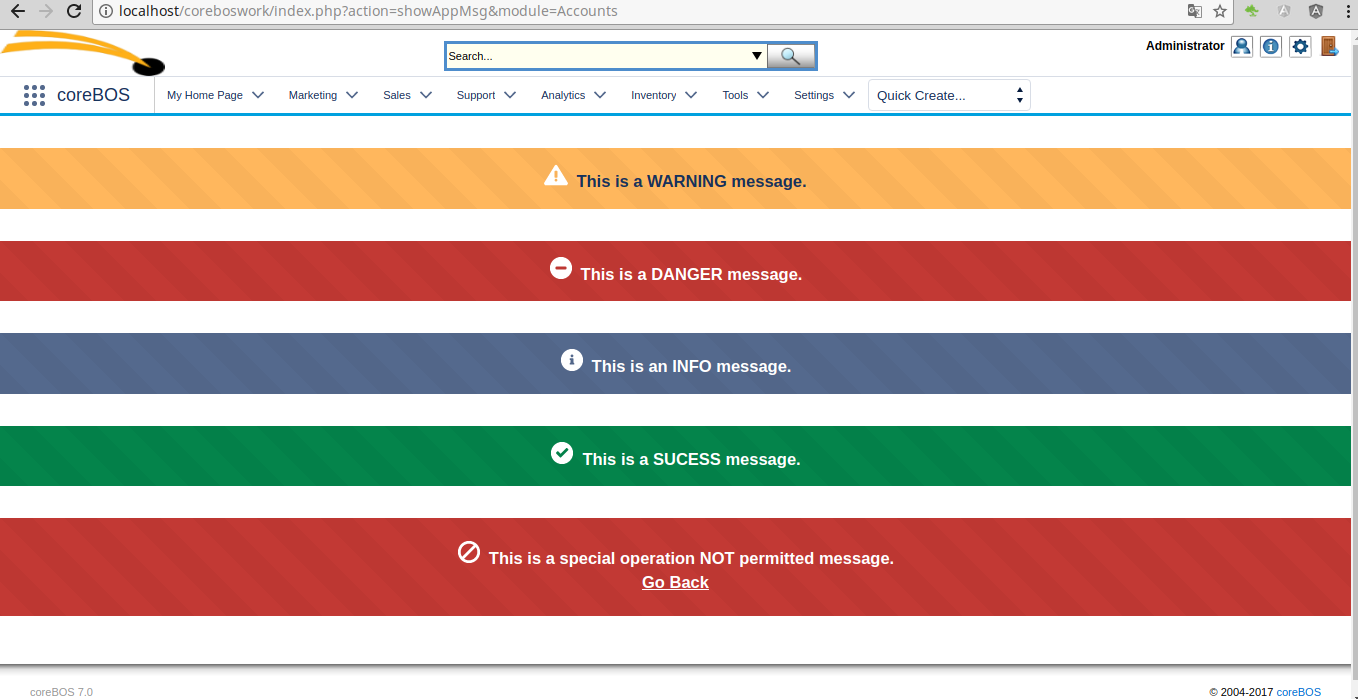 localhost/coreboswork/index.php?action=showAppMsg&module=Accounts
Search...
Administrator
coreBOS
My Home Page
Marketing
Sales
Support
Analytics
Inventory
Tools
Settings
Quick Create...
This is a WARNING message.
This is a DANGER message.
This is an INFO message.
This is a SUCESS message.
This is a special operation NOT permitted message.
Go Back
coreBOS 7.0
© 2004-2017 coreBOS